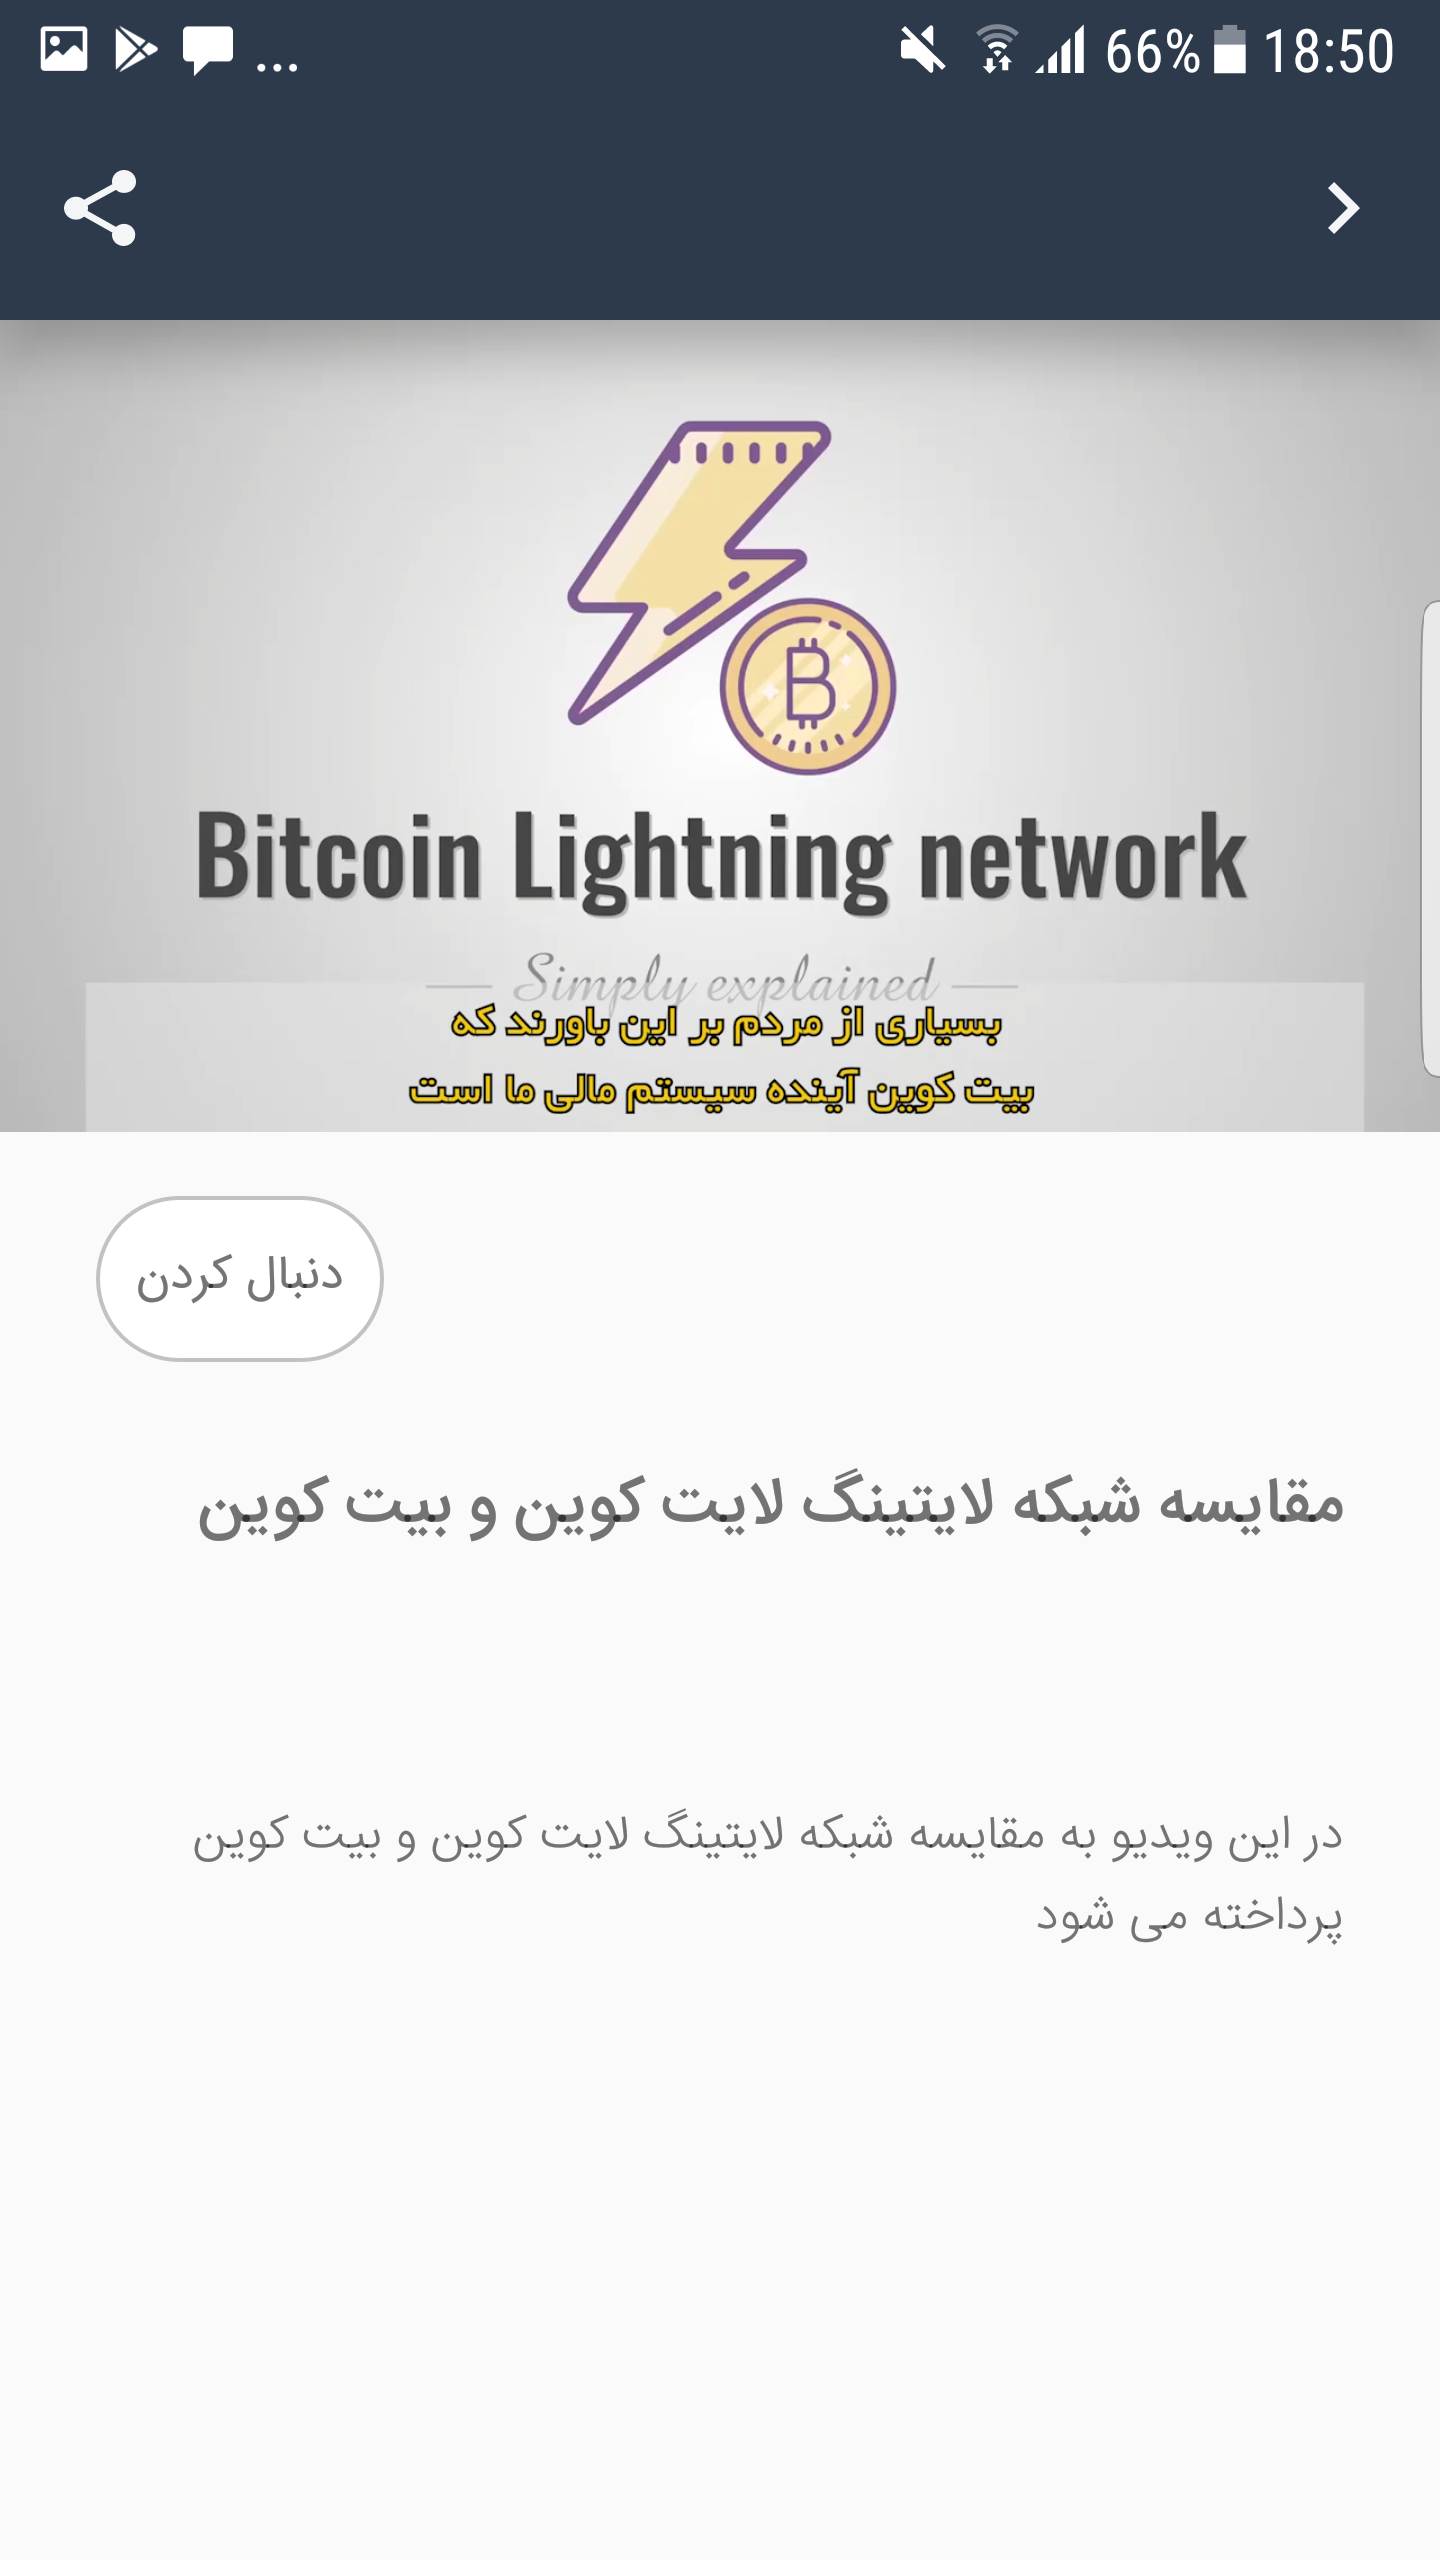 ... 66% 18:50
Bitcoin Lightning network
Simply explained
بسیاری از مردم بر این باورند که
بیت کوین آینده سیستم مالی ما است
دنبال کردن
مقایسه شبکه لایتینگ لایت کوین و بیت کوین
در این ویدیو به مقایسه شبکه لایتینگ لایت کوین و بیت کوین
پرداخته می شود